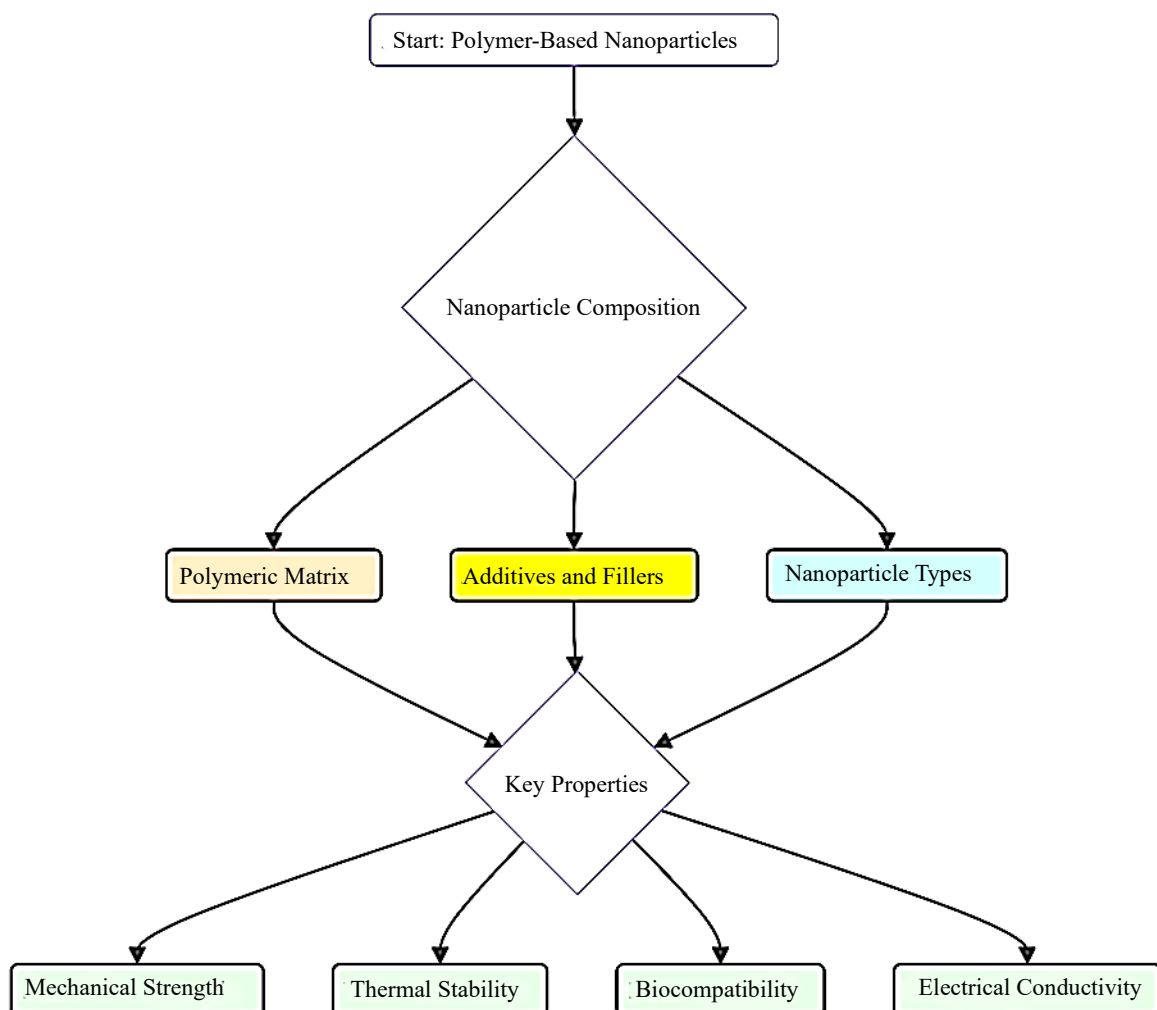 Start: Polymer-Based Nanoparticles
Nanoparticle Composition
Polymeric Matrix
Additives and Fillers
Nanoparticle Types
Key Properties
Mechanical Strength
Thermal Stability
Biocompatibility
Electrical Conductivity